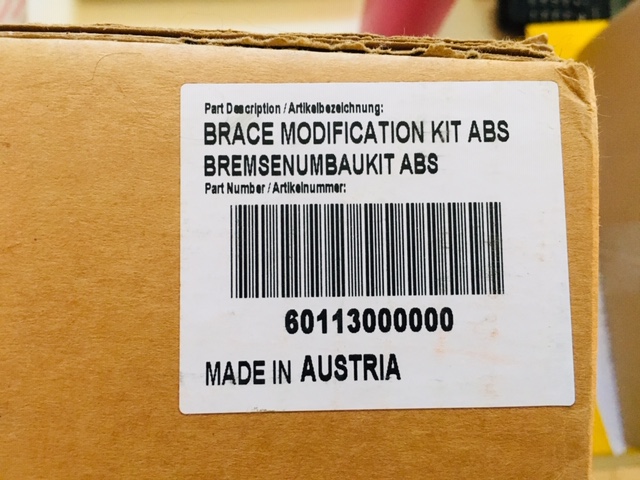 Part Description / Artikelbezeichnung:
BRACE MODIFICATION KIT ABS
BREMSENUMBAUKIT ABS
Part Number / Artikelnummer:
60113000000
MADE IN AUSTRIA